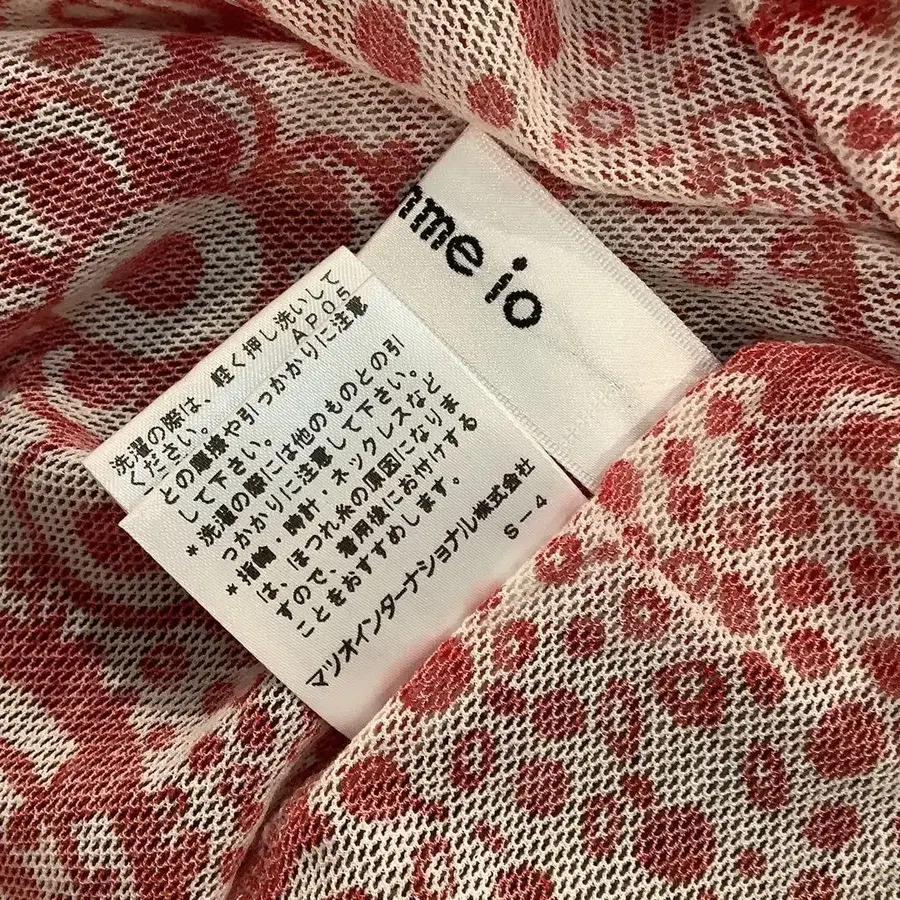 mme io
洗濯の際は、軽く押し洗いして
ください。 AP05
との摩擦や引っかかりに注意
して下さい。
*洗濯の際には他のものとの引
っかかりに注意して下さい。
*指輪・時計・ネックレスなど
は、ほつれ糸の原因になりま
すので、着用後にお付けする
ことをおすすめします。
マツオインターナショナル株式会社
S-4